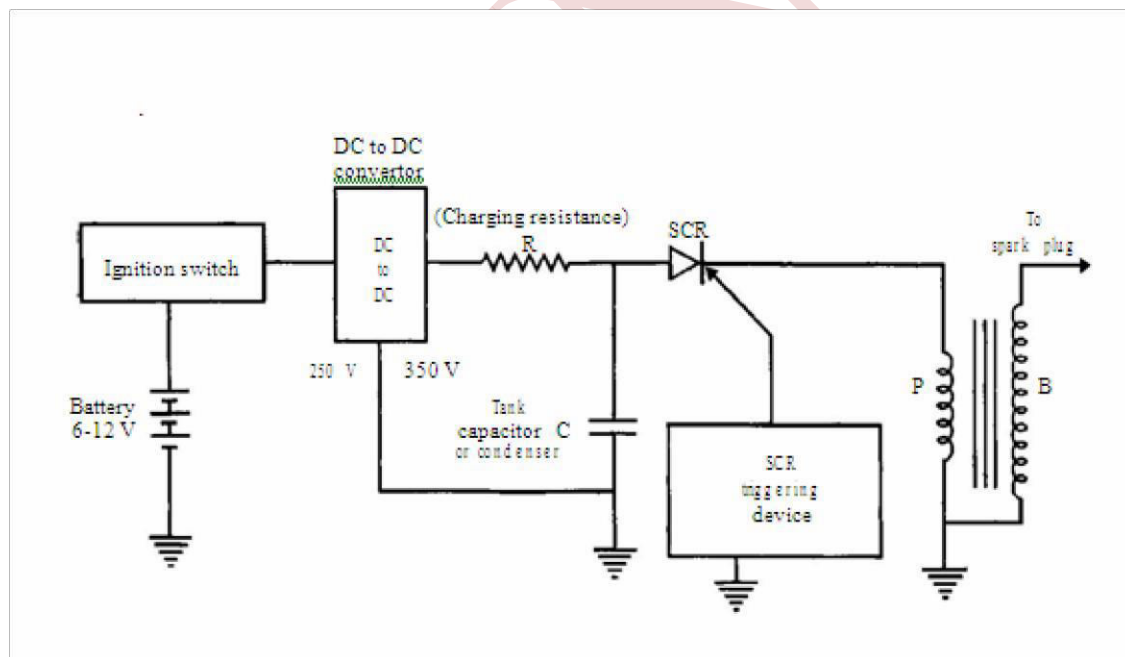 DC to DC
convertor
(Charging resistance)
R
SCR
To
spark plug
Ignition switch
DC
to
DC
250 V
350 V
Battery
6-12 V
Tank
capacitor C
or condenser
P
B
SCR
triggering
device